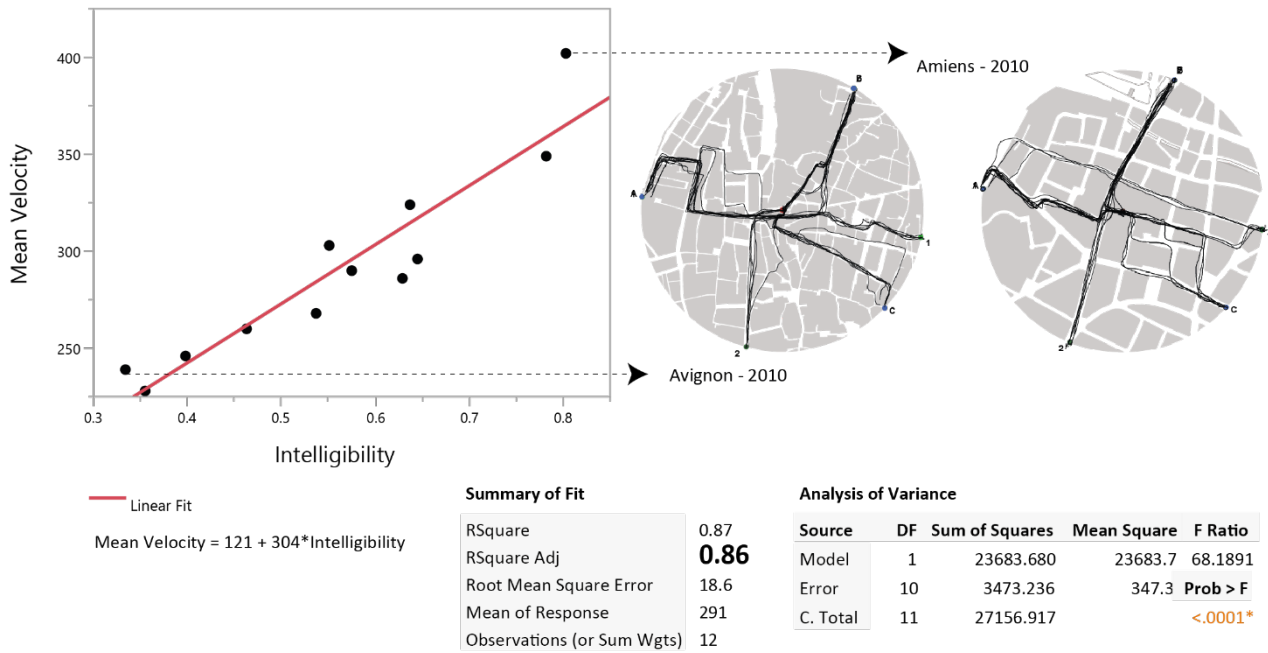 400
350
300
250
Mean Velocity
0.3 0.4 0.5 0.6 0.7 0.8
Intelligibility
Amiens - 2010
B
A
1
C
2
B
A
C
2
Avignon - 2010
Linear Fit
Mean Velocity = 121 + 304*Intelligibility
Summary of Fit
RSquare 0.87
RSquare Adj 0.86
Root Mean Square Error 18.6
Mean of Response 291
Observations (or Sum Wgts) 12
Analysis of Variance
Source DF Sum of Squares Mean Square F Ratio
Model 1 23683.680 23683.7 68.1891
Error 10 3473.236 347.3 Prob > F
C. Total 11 27156.917 <.0001*